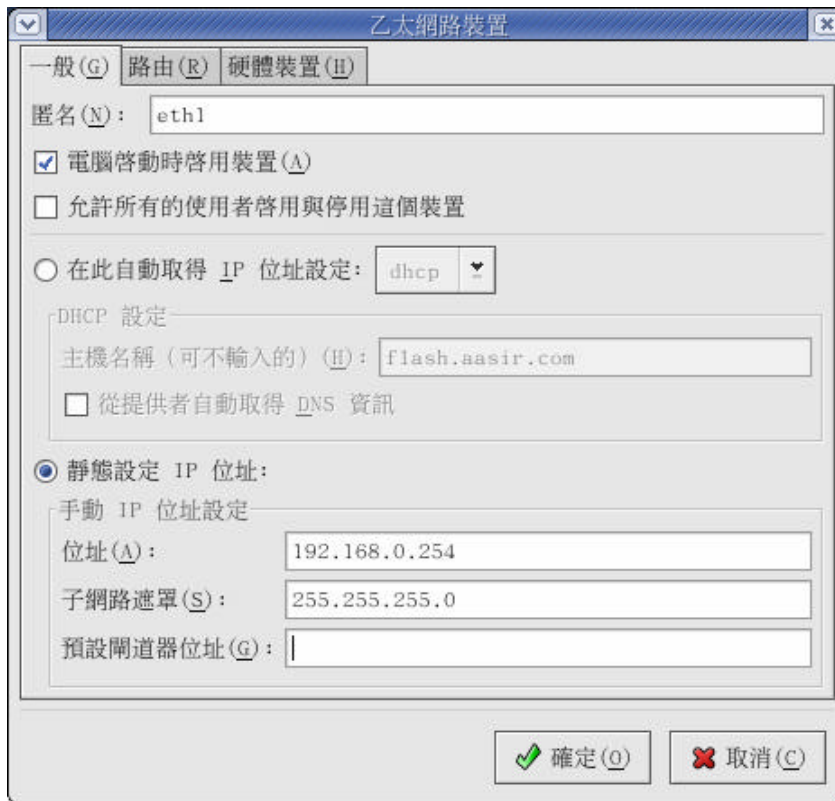 乙太網路裝置
一般(G) 路由(R) 硬體裝置(H)
匿名(N): eth1
電腦啓動時啓用裝置(A)
允許所有的使用者啓用與停用這個裝置
在此自動取得 IP 位址設定: dhcp
DHCP 設定
主機名稱 (可不輸入的) (H): flash.aasir.com
從提供者自動取得 DNS 資訊
靜態設定 IP 位址:
手動 IP 位址設定
位址(A): 192.168.0.254
子網路遮罩(S): 255.255.255.0
預設閘道器位址(G):
確定(O) 取消(C)